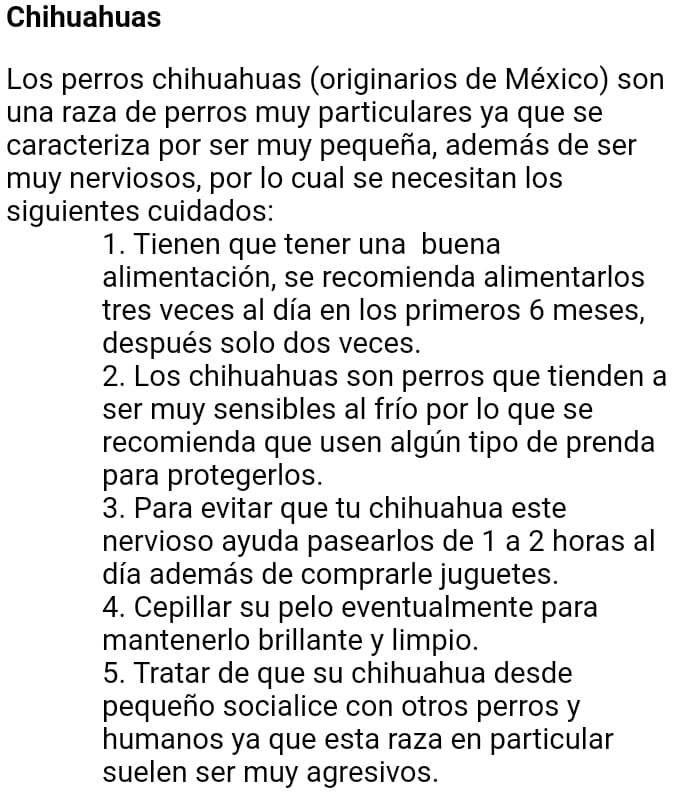 Chihuahuas
Los perros chihuahuas (originarios de México) son
una raza de perros muy particulares ya que se
caracteriza por ser muy pequeña, además de ser
muy nerviosos, por lo cual se necesitan los
siguientes cuidados:
1. Tienen que tener una  buena
alimentación, se recomienda alimentarlos
tres veces al día en los primeros 6 meses,
después solo dos veces.
2. Los chihuahuas son perros que tienden a
ser muy sensibles al frío por lo que se
recomienda que usen algún tipo de prenda
para protegerlos.
3. Para evitar que tu chihuahua este
nervioso ayuda pasearlos de 1 a 2 horas al
día además de comprarle juguetes.
4. Cepillar su pelo eventualmente para
mantenerlo brillante y limpio.
5. Tratar de que su chihuahua desde
pequeño socialice con otros perros y
humanos ya que esta raza en particular
suelen ser muy agresivos.